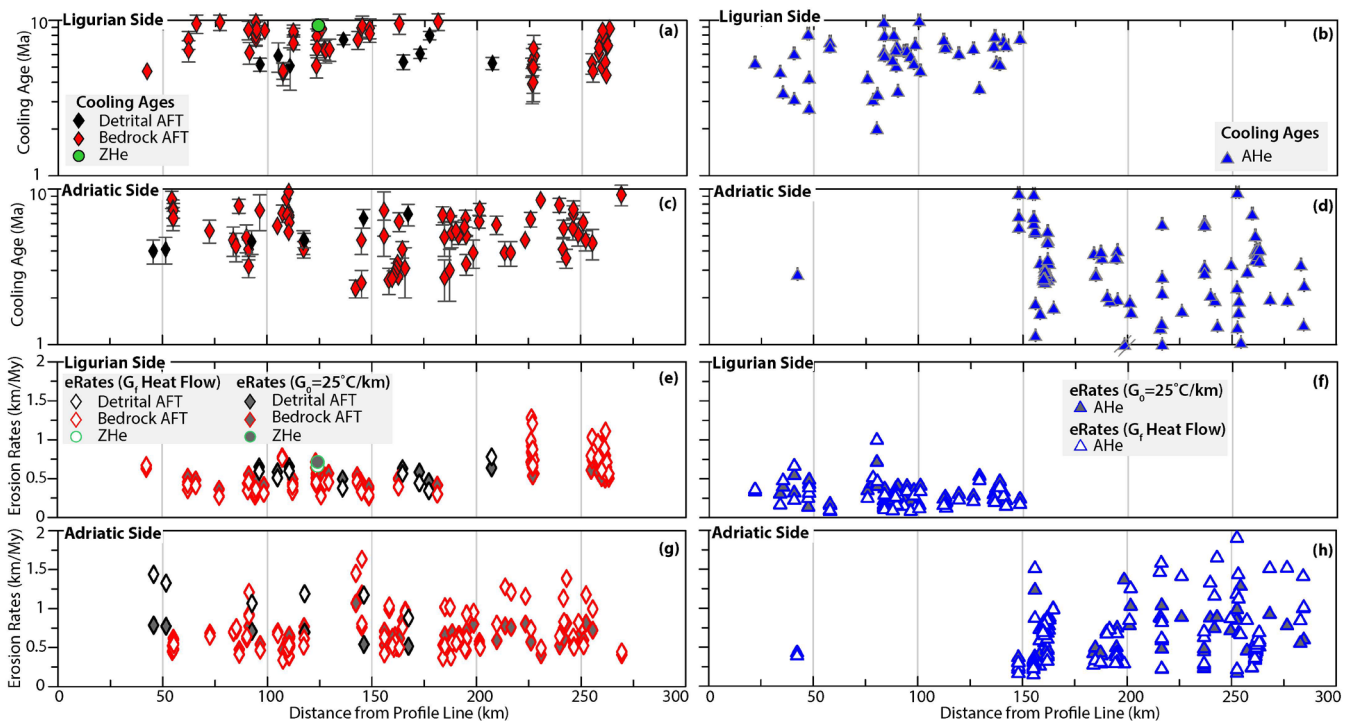 Ligurian Side
(a)
10
1
Cooling Age (Ma)
Cooling Ages
Detrital AFT
Bedrock AFT
ZHe
Ligurian Side
(b)
Cooling Ages
AHe
Adriatic Side
(c)
10
1
Cooling Age (Ma)
Adriatic Side
(d)
Ligurian Side
(e)
2
1.5
1
0.5
0
Erosion Rates (km/My)
eRates (Gf Heat Flow)
Detrital AFT
Bedrock AFT
ZHe
eRates (G0=25˚C/km)
Detrital AFT
Bedrock AFT
ZHe
Ligurian Side
(f)
eRates (G0=25˚C/km)
AHe
eRates (Gf Heat Flow)
AHe
Adriatic Side
(g)
2
1.5
1
0.5
0
Erosion Rates (km/My)
Adriatic Side
(h)
0 50 100 150 200 250 300
Distance from Profile Line (km)
0 50 100 150 200 250 300
Distance from Profile Line (km)